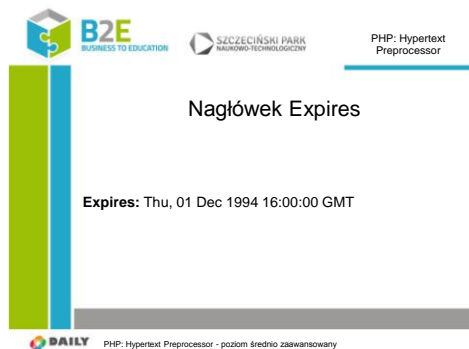 B2E
BUSINESS TO EDUCATION
SZCZECIŃSKI PARK
NAUKOWO-TECHNOLOGICZNY
PHP: Hypertext
Preprocessor
Nagłówek Expires
Expires: Thu, 01 Dec 1994 16:00:00 GMT
DAILY
PHP: Hypertext Preprocessor - poziom średnio zaawansowany